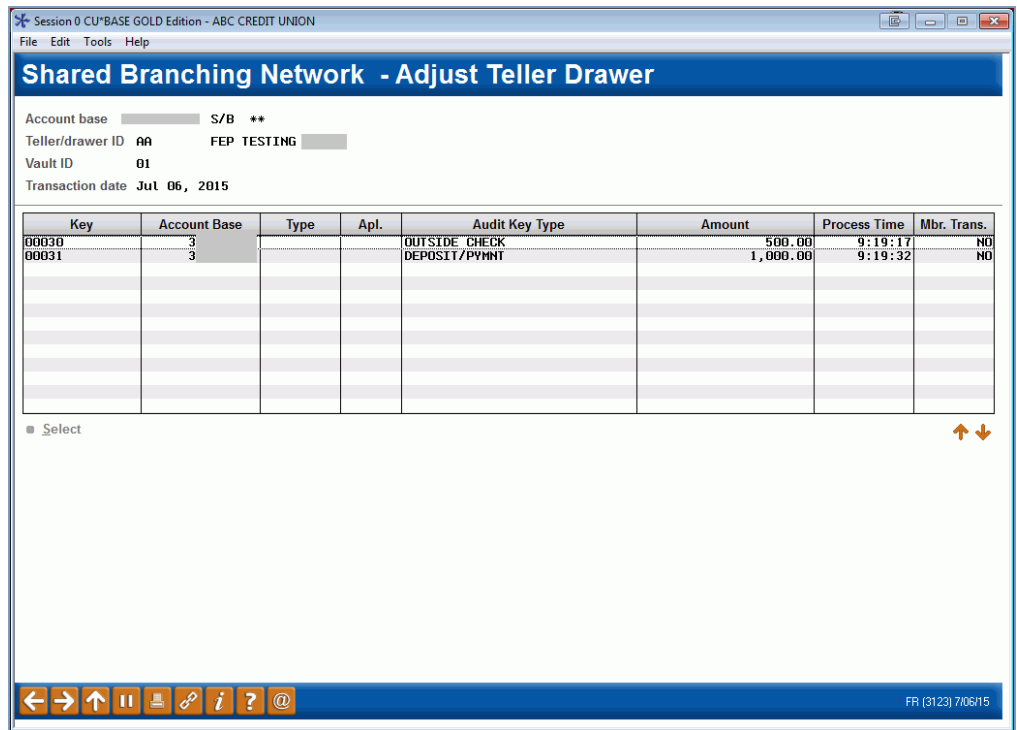 Session 0 CU*BASE GOLD Edition - ABC CREDIT UNION
File Edit Tools Help
Shared Branching Network - Adjust Teller Drawer
Account base S/B **
Teller/drawer ID AA FEP TESTING
Vault ID 01
Transaction date Jul 06, 2015
Key Account Base Type Apl. Audit Key Type Amount Process Time Mbr. Trans.
00030 3 OUTSIDE CHECK 500.00 9:19:17 NO
00031 3 DEPOSIT/PYMNT 1,000.00 9:19:32 NO
Select
FR (3123) 7/06/15